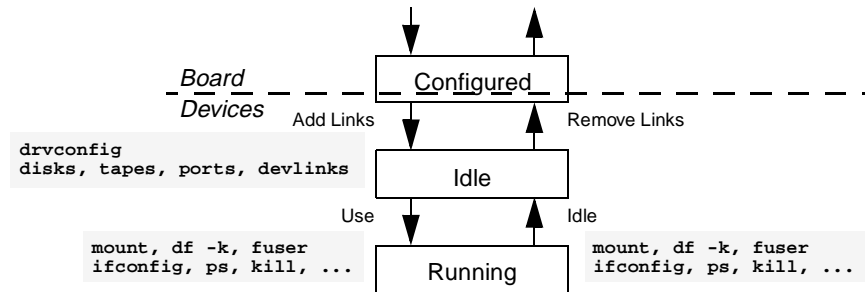 Configured
Board
Devices
Add Links
Remove Links
drvconfig
disks, tapes, ports, devlinks
Idle
Use
Idle
mount, df -k, fuser
ifconfig, ps, kill, ...
Running
mount, df -k, fuser
ifconfig, ps, kill, ...